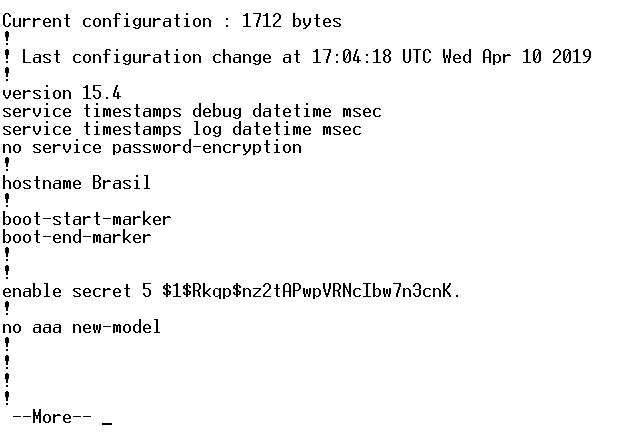 Current configuration : 1712 bytes
!
! Last configuration change at 17:04:18 UTC Wed Apr 10 2019
!
version 15.4
service timestamps debug datetime msec
service timestamps log datetime msec
no service password-encryption
!
hostname Brasil
!
boot-start-marker
boot-end-marker
!
!
enable secret 5 $1$Rkqp$nz2tAPwpVRNcIbw7n3cnK.
!
no aaa new-model
!
!
!
!
--More-- _